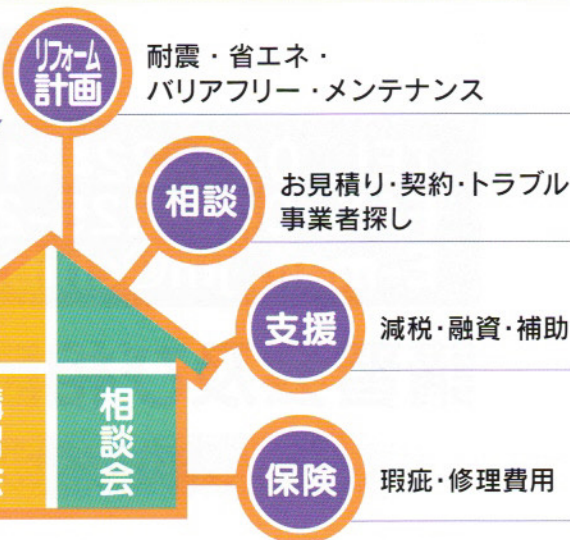 リフォーム
計画
耐震・省エネ・
バリアフリー・メンテナンス
相談
お見積り・契約・トラブル
事業者探し
支援
減税・融資・補助
保険
瑕疵・修理費用
相談会